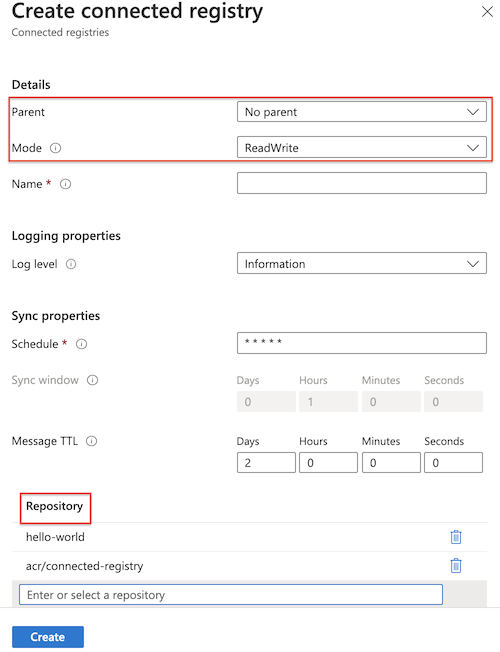 Create connected registry
Connected registries
Details
Parent No parent
Mode ReadWrite
Name *
Logging properties
Log level Information
Sync properties
Schedule * * * * * *
Sync window Days Hours Minutes Seconds
0 1 0 0
Message TTL Days Hours Minutes Seconds
2 0 0 0
Repository
hello-world
acr/connected-registry
Enter or select a repository
Create